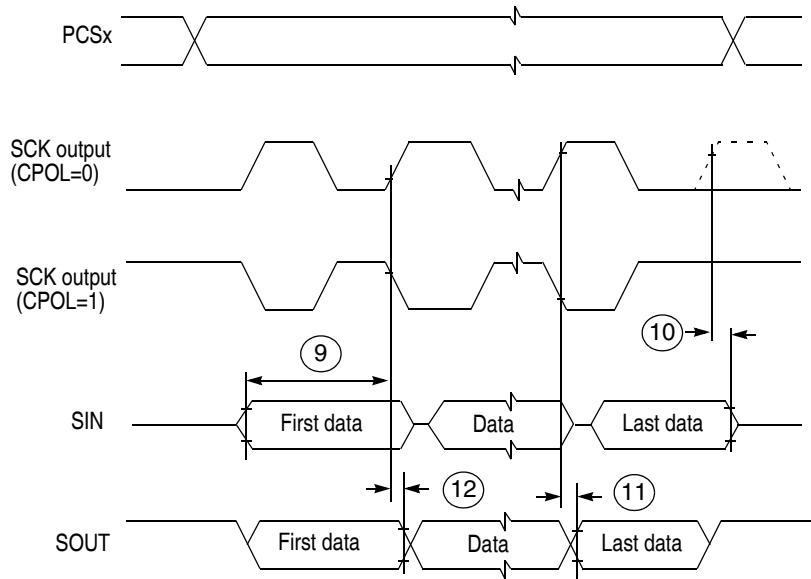 PCSx
SCK output
(CPOL=0)
SCK output
(CPOL=1)
10
9
SIN
First data
Data
Last data
12
11
SOUT
First data
Data
Last data